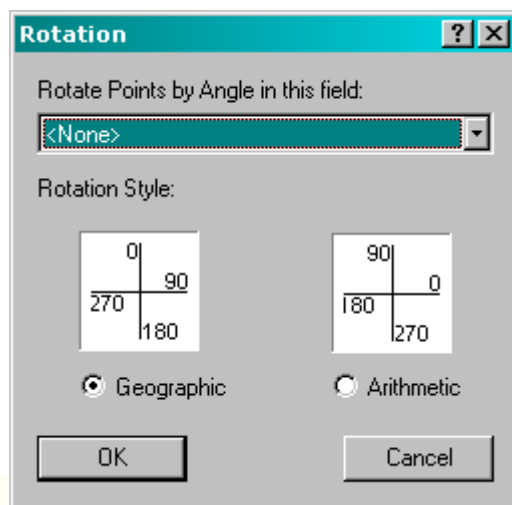 Rotation
Rotate Points by Angle in this field:
<None>
Rotation Style:
0
90
270
180
90
0
180
270
Geographic
Arithmetic
OK
Cancel